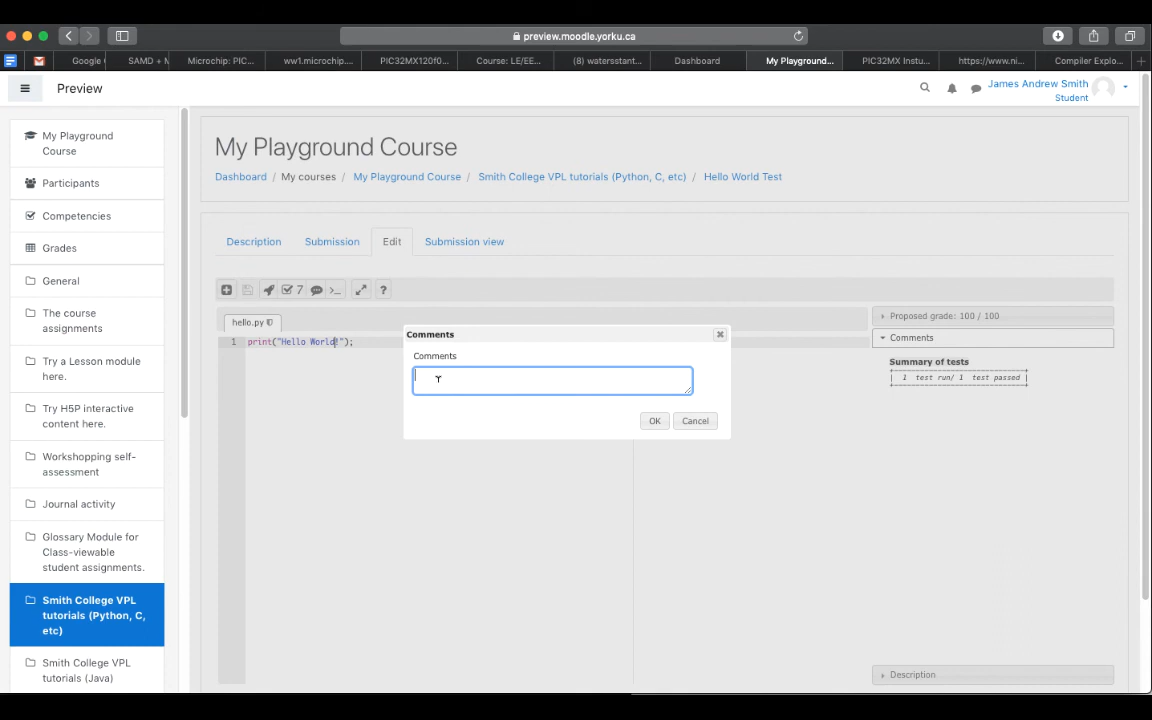 preview.moodle.yorku.ca
Google
SAMD + M
Microchip: PIC...
ww1.microchip....
PIC32MX120f0...
Course: LE/EE...
(8) watersstant...
Dashboard
My Playground...
PIC32MX Instu...
https://www.ni...
Compiler Explo...
Preview
James Andrew Smith
Student
My Playground
Course
Participants
Competencies
Grades
General
The course
assignments
Try a Lesson module
here.
Try H5P interactive
content here.
Workshopping self-
assessment
Journal activity
Glossary Module for
Class-viewable
student assignments.
Smith College VPL
tutorials (Python, C,
etc)
Smith College VPL
tutorials (Java)
My Playground Course
Dashboard / My courses / My Playground Course / Smith College VPL tutorials (Python, C, etc) / Hello World Test
Description Submission Edit Submission view
7 >_ ?
hello.py
1 print("Hello World!");
Comments
Comments
OK Cancel
Proposed grade: 100 / 100
Comments
Summary of tests
| 1 test run/ 1 test passed |
Description